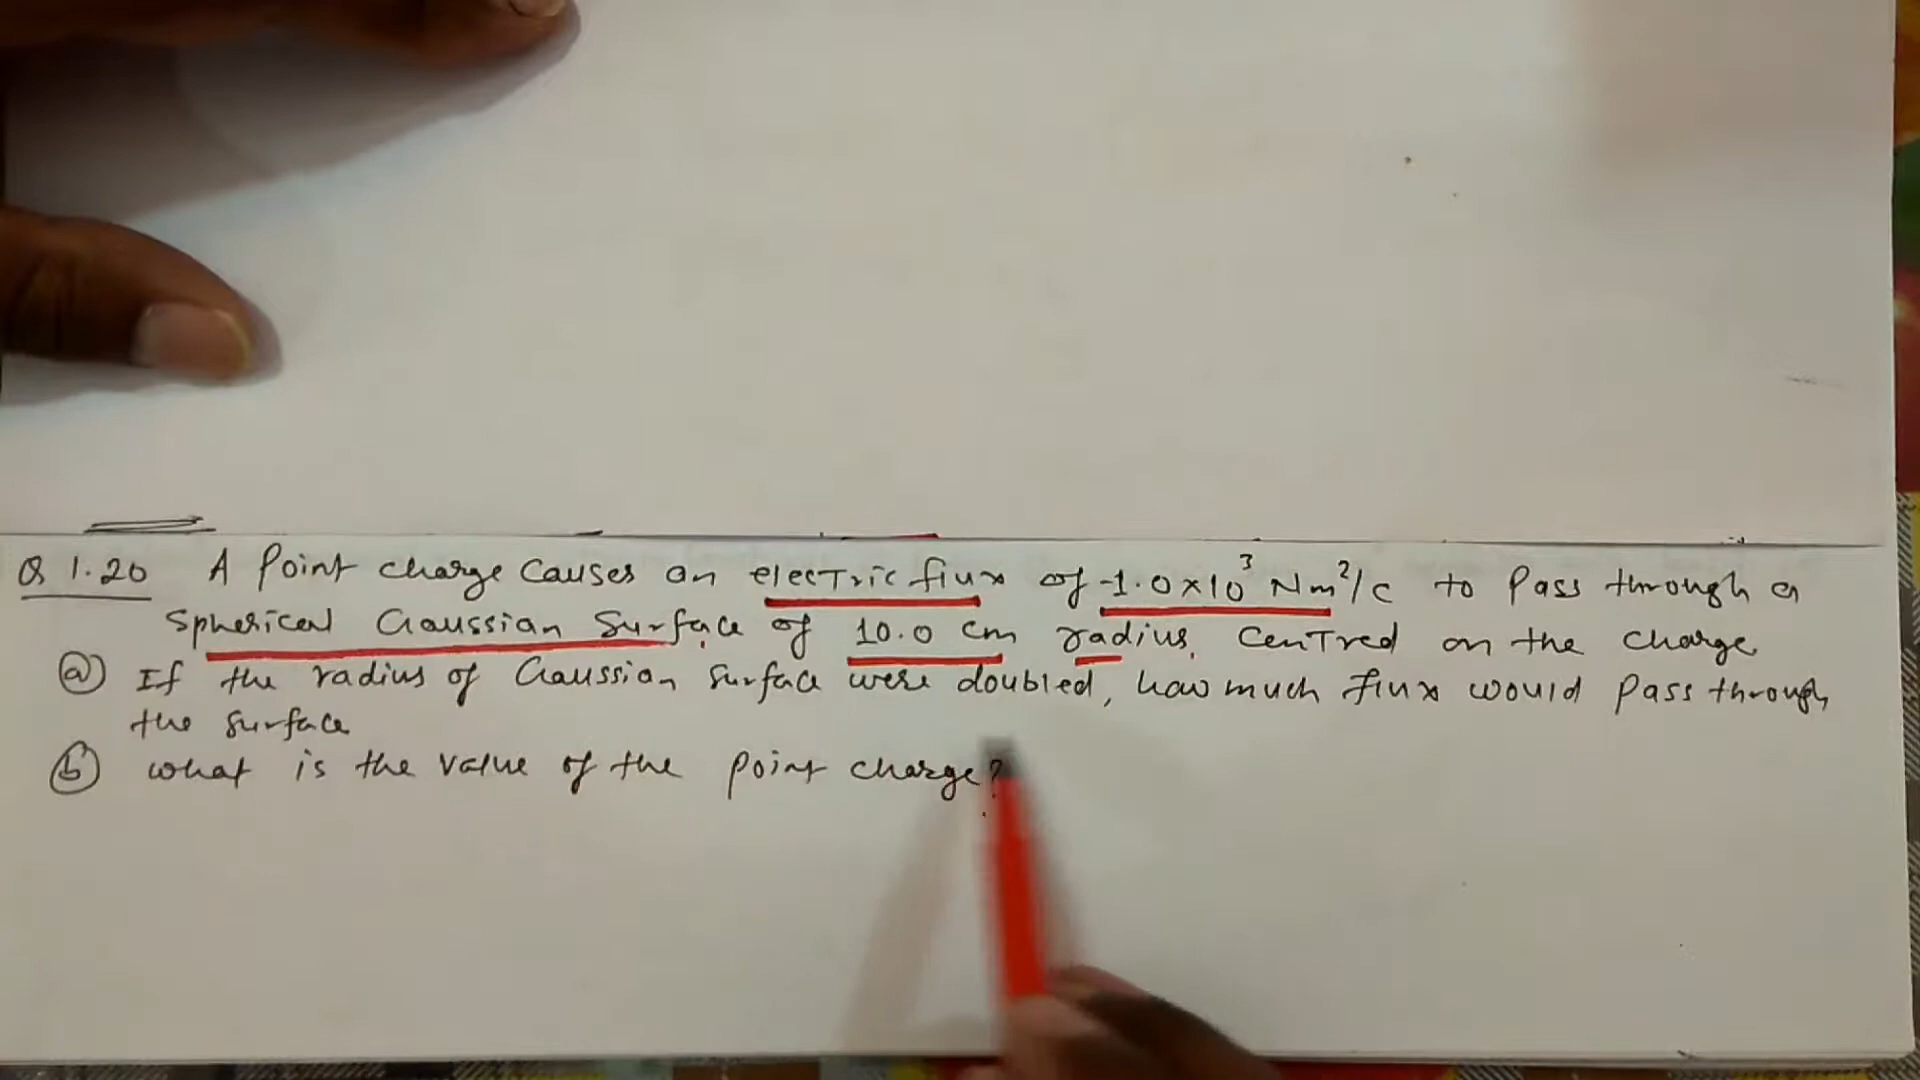 Q 1.20 A Point charge causes an electric flux of -1.0×10³ Nm²/c to pass through a
Spherical Gaussian Surface of 10.0 cm radius. Centred on the charge
(a) If the radius of Gaussian Surface were doubled, how much flux would pass through
the surface
(b) what is the value of the point charge?